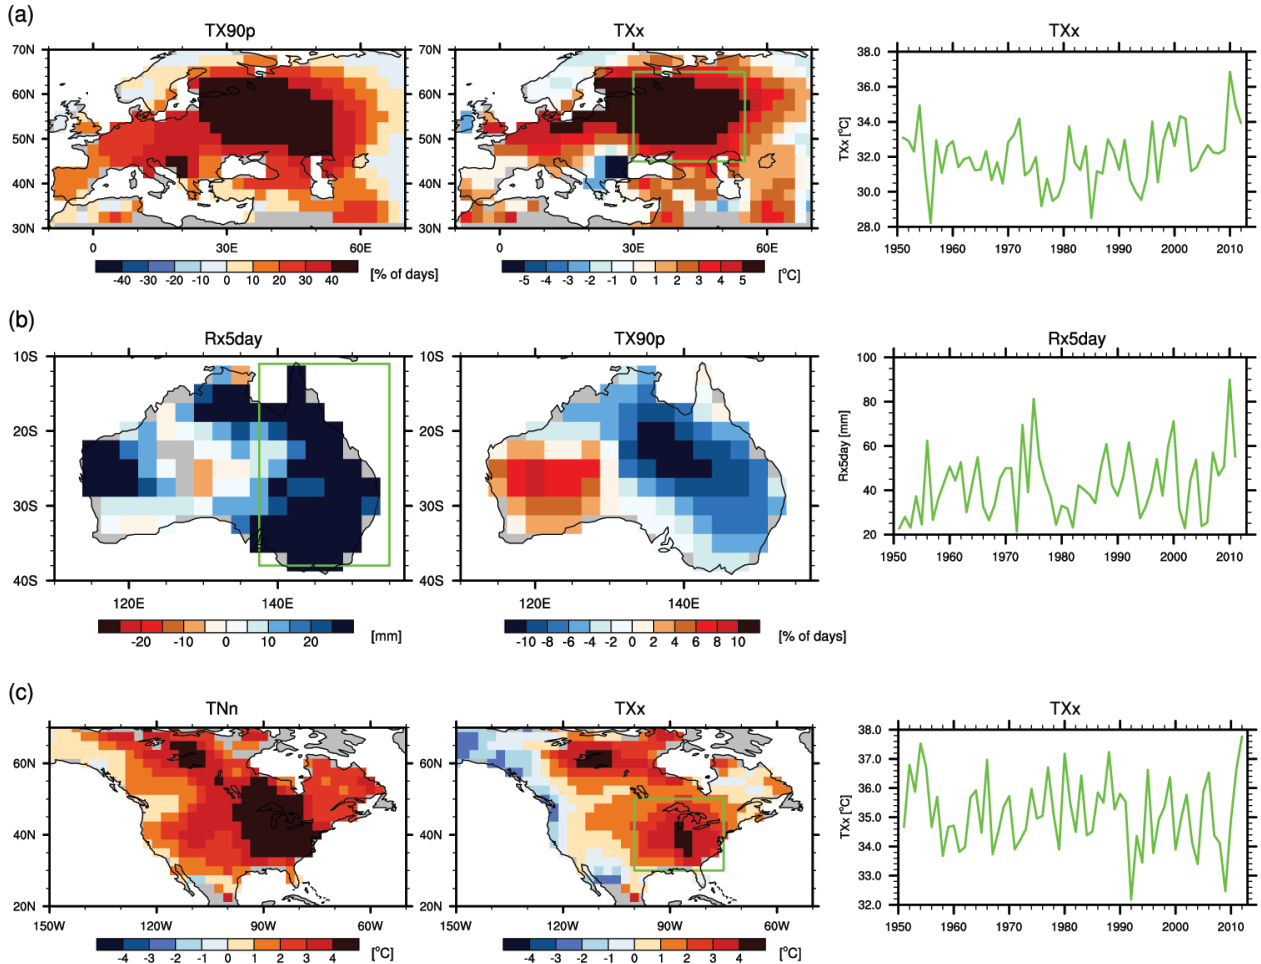 (a)
TX90p
TXx
TXx
70N
60N
50N
40N
30N
0
30E
60E
-40 -30 -20 -10 0 10 20 30 40
[% of days]
70N
60N
50N
40N
30N
0
30E
60E
-5 -4 -3 -2 -1 0 1 2 3 4 5
[°C]
38.0
36.0
34.0
32.0
30.0
28.0
TXx [°C]
1950 1960 1970 1980 1990 2000 2010
(b)
Rx5day
TX90p
Rx5day
10S
20S
30S
40S
120E
140E
-20 -10 0 10 20
[mm]
10S
20S
30S
40S
120E
140E
-10 -8 -6 -4 -2 0 2 4 6 8 10
[% of days]
100
80
60
40
20
Rx5day [mm]
1950 1960 1970 1980 1990 2000 2010
(c)
TNn
TXx
TXx
60N
40N
20N
150W
120W
90W
60W
-4 -3 -2 -1 0 1 2 3 4
[°C]
60N
40N
20N
150W
120W
90W
60W
-4 -3 -2 -1 0 1 2 3 4
[°C]
38.0
37.0
36.0
35.0
34.0
33.0
32.0
TXx [°C]
1950 1960 1970 1980 1990 2000 2010